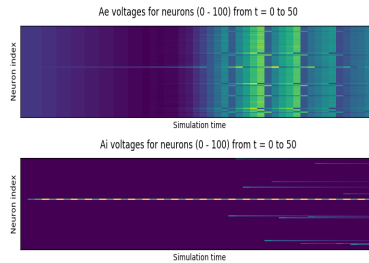 Ae voltages for neurons (0 - 100) from t = 0 to 50
Neuron index
Simulation time
Ai voltages for neurons (0 - 100) from t = 0 to 50
Neuron index
Simulation time